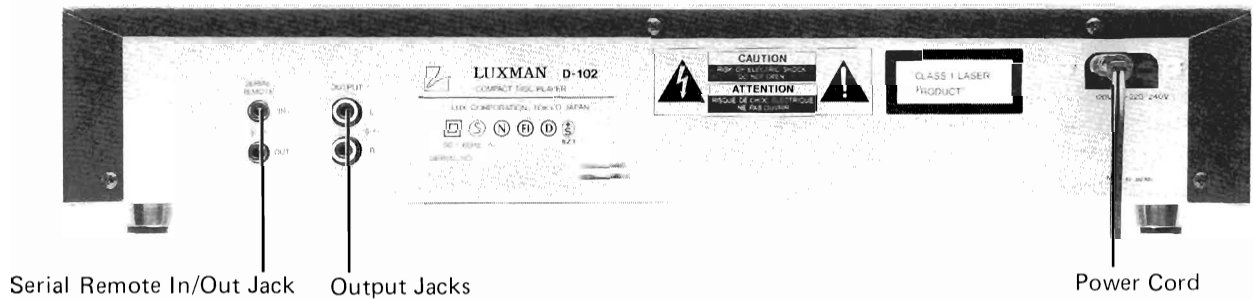 SERIAL
REMOTE
IN
OUT
OUTPUT
L
R
LUXMAN D-102
COMPACT DISC PLAYER
LUX CORPORATION, TOKYO JAPAN
S N FI D
SERIAL NO.
CAUTION
RISK OF ELECTRIC SHOCK
DO NOT OPEN
ATTENTION
RISQUE DE CHOC ELECTRIQUE
NE PAS OUVRIR
CLASS 1 LASER
PRODUCT
Serial Remote In/Out Jack
Output Jacks
Power Cord